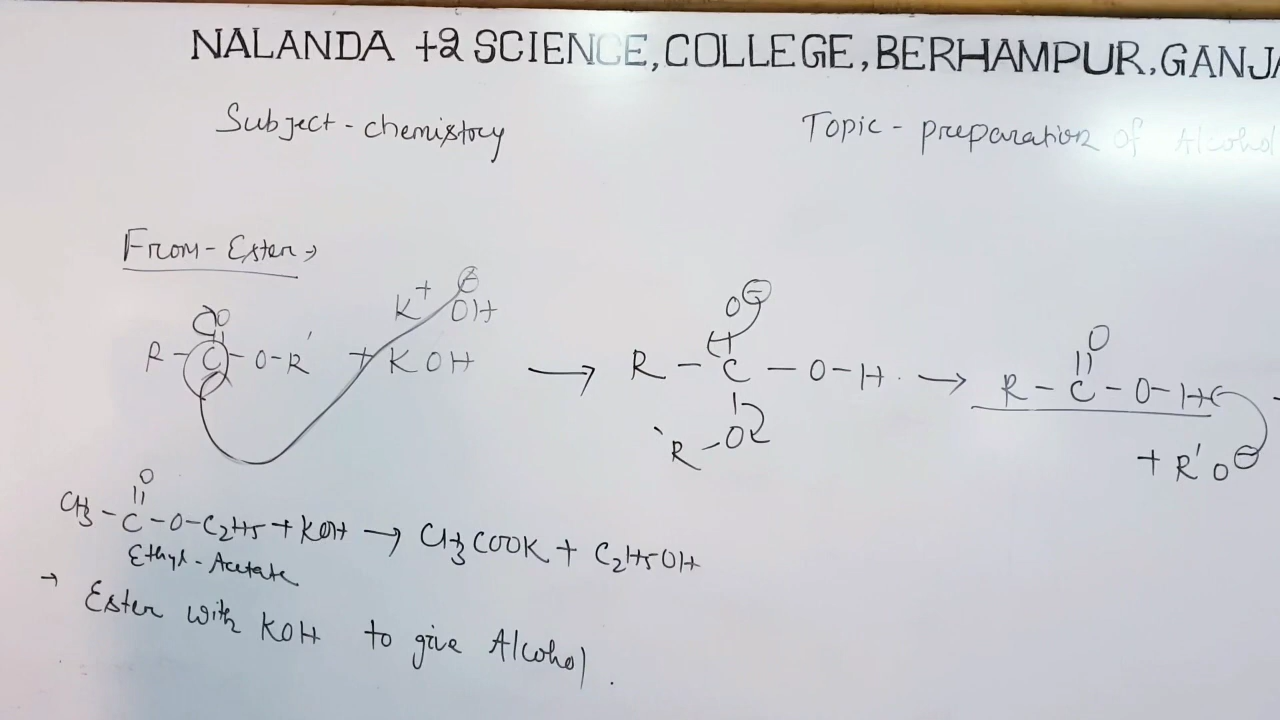 NALANDA +2 SCIENCE, COLLEGE, BERHAMPUR, GANJA
Subject - chemistry
Topic - preparation of Alcohol
From - Ester →
K⁺ OH⊖
O
R - C - O - R' + KOH → R - C - O - H → R - C - O - H
O⊖
O
'R - O
+ R'O⊖
O
CH₃ - C - O - C₂H₅ + KOH → CH₃COOK + C₂H₅OH
Ethyl - Acetate
→ Ester with KOH to give Alcohol.